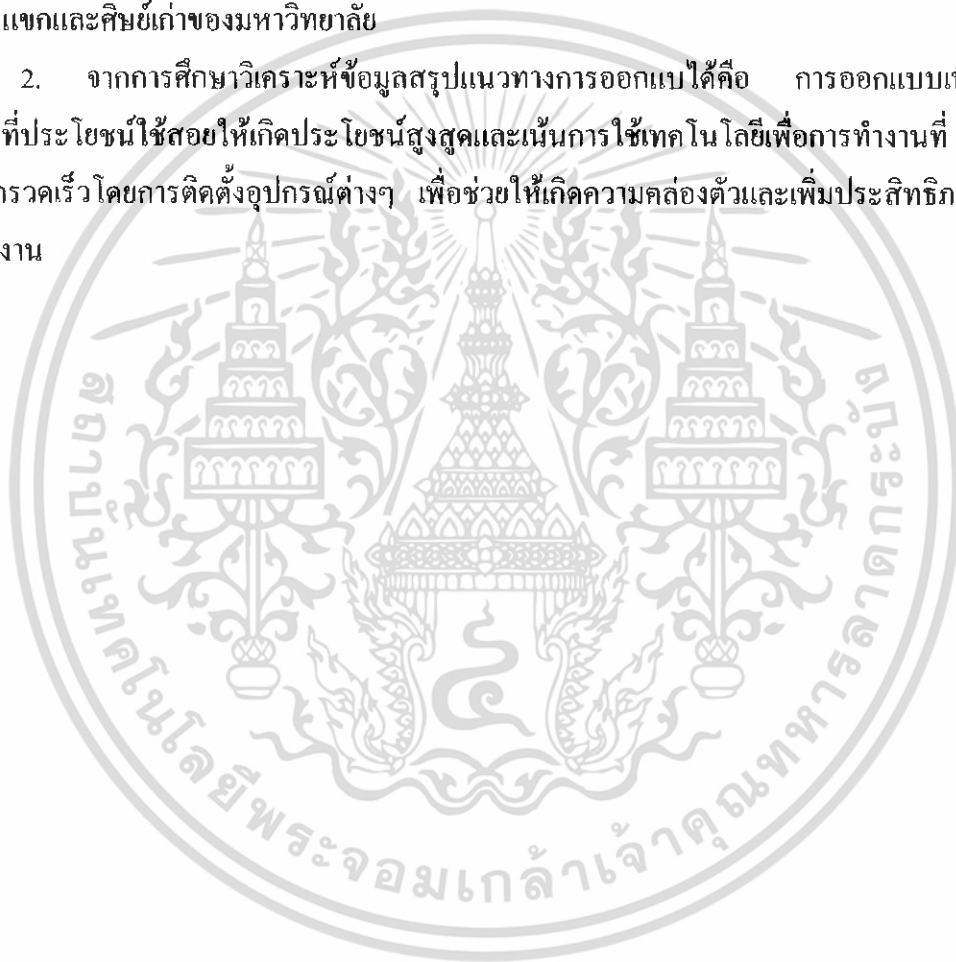 แขกและศิษย์เก่าของมหาวิทยาลัย
2. จากการศึกษาวิเคราะห์ข้อมูลสรุปแนวทางการออกแบบได้คือ การออกแบบเ
ที่ประโยชน์ใช้สอยให้เกิดประโยชน์สูงสุดและเน้นการใช้เทคโนโลยีเพื่อการทำงานที่
รวดเร็วโดยการติดตั้งอุปกรณ์ต่างๆ เพื่อช่วยให้เกิดความคล่องตัวและเพิ่มประสิทธิภ
งาน
สถาบันเทคโนโลยีพระจอมเกล้าเจ้าคุณทหารลาดกระบัง
๔